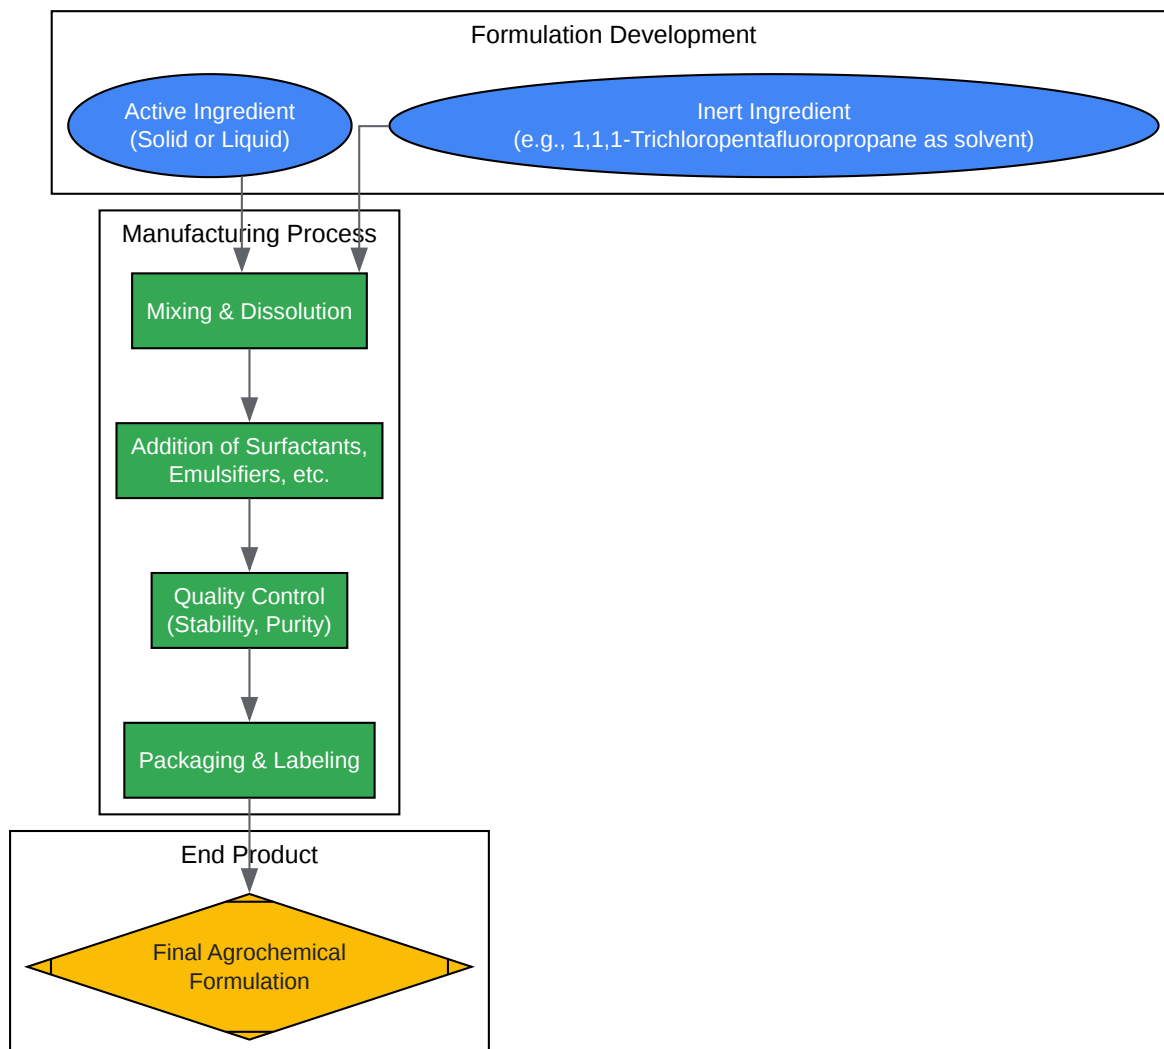 Formulation Development
Active Ingredient
(Solid or Liquid)
Inert Ingredient
(e.g., 1,1,1-Trichloropentafluoropropane as solvent)
Manufacturing Process
Mixing & Dissolution
Addition of Surfactants,
Emulsifiers, etc.
Quality Control
(Stability, Purity)
Packaging & Labeling
End Product
Final Agrochemical
Formulation